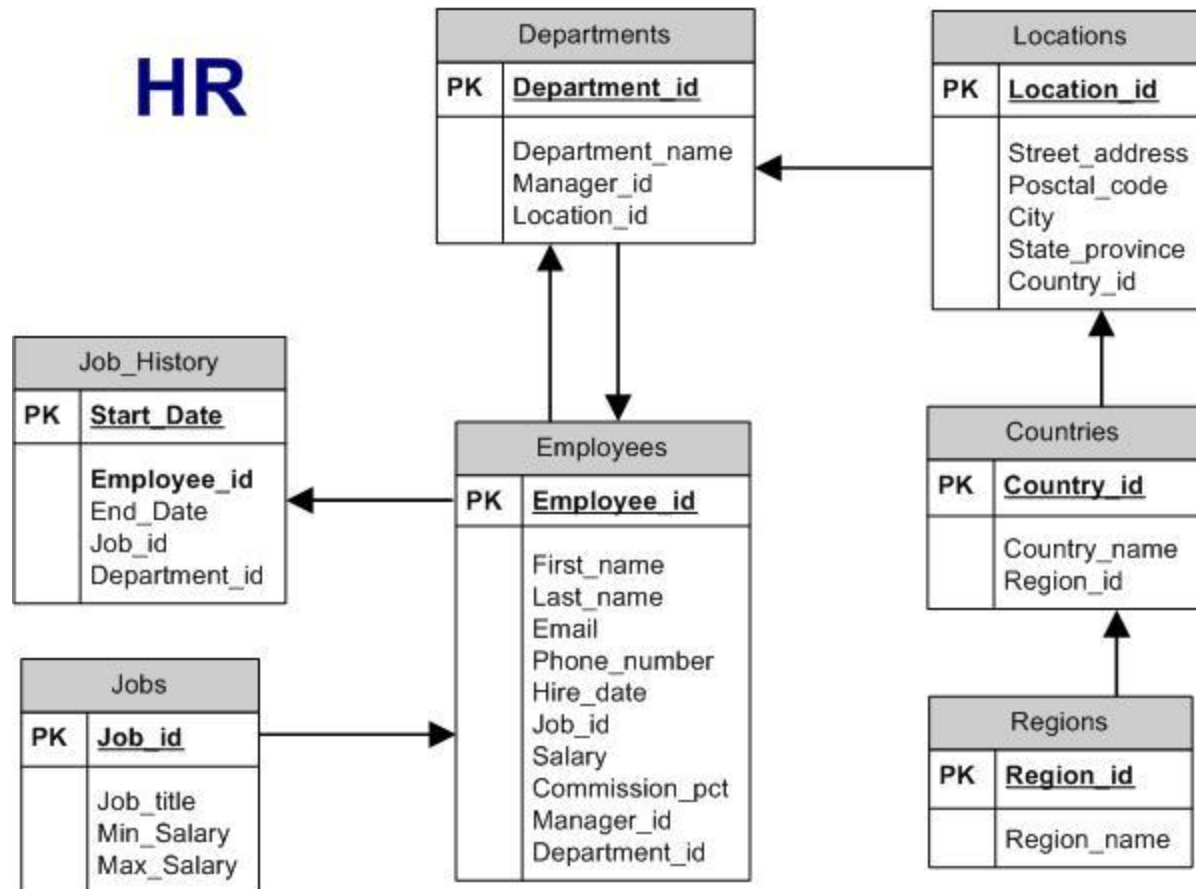 HR
Departments
PK Department_id
Department_name
Manager_id
Location_id
Locations
PK Location_id
Street_address
Posctal_code
City
State_province
Country_id
Job_History
PK Start_Date
Employee_id
End_Date
Job_id
Department_id
Employees
PK Employee_id
First_name
Last_name
Email
Phone_number
Hire_date
Job_id
Salary
Commission_pct
Manager_id
Department_id
Countries
PK Country_id
Country_name
Region_id
Jobs
PK Job_id
Job_title
Min_Salary
Max_Salary
Regions
PK Region_id
Region_name